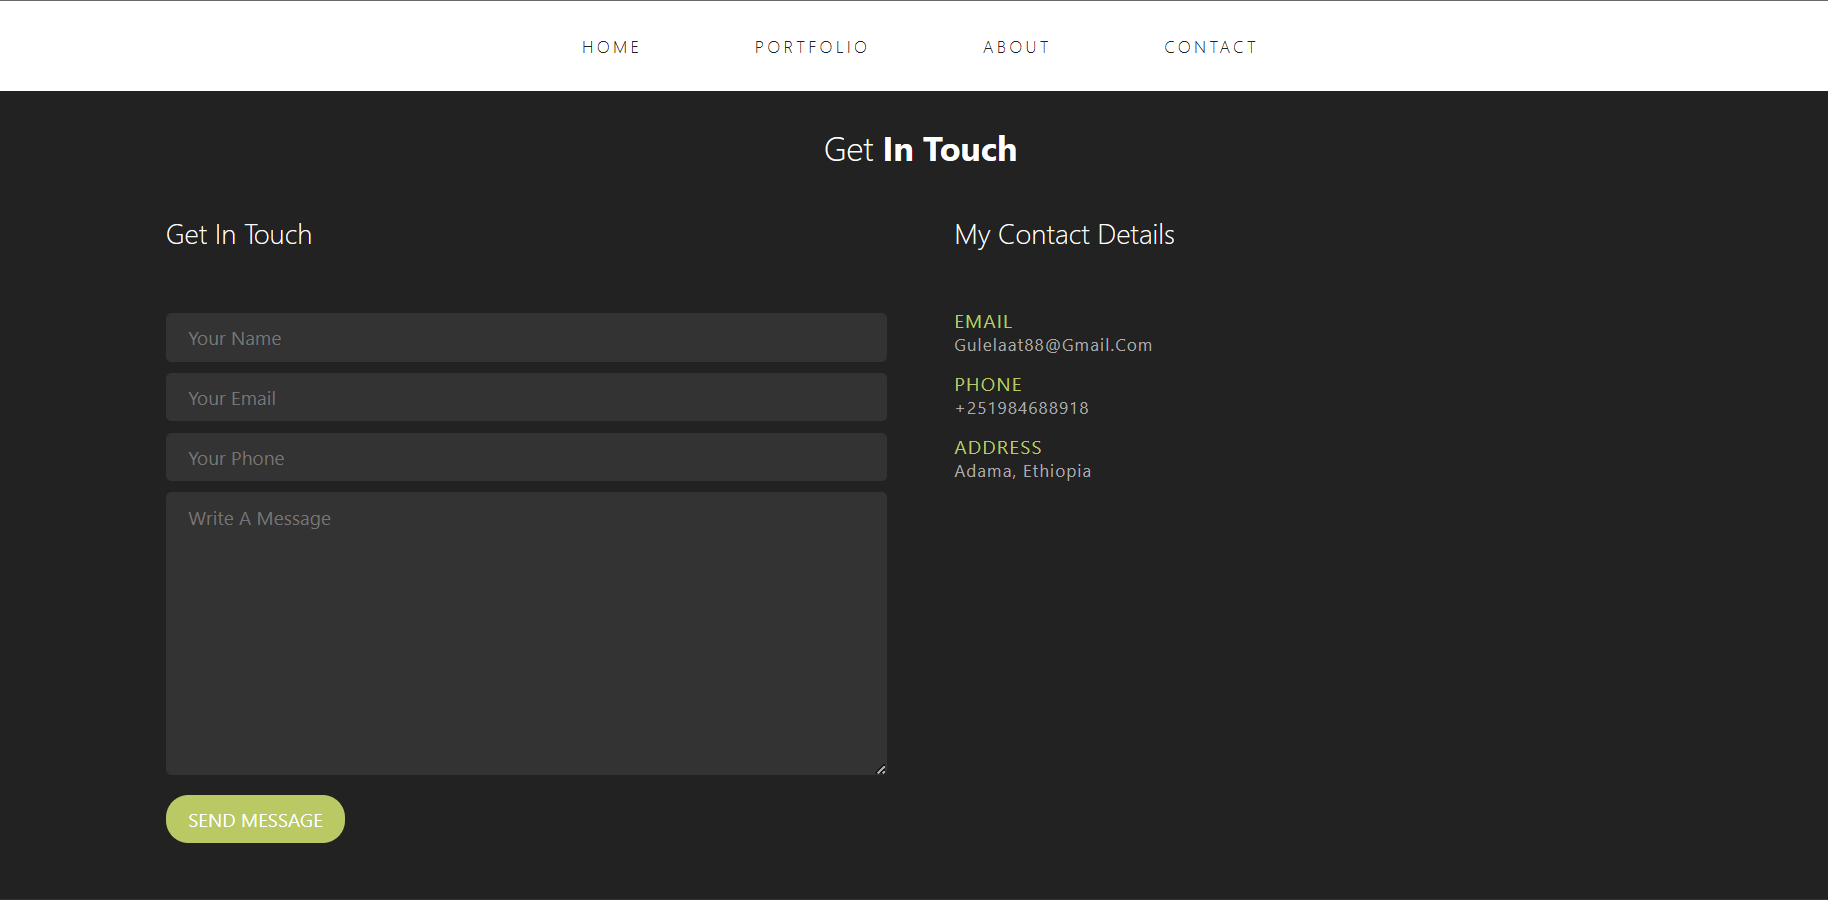 HOME PORTFOLIO ABOUT CONTACT
Get In Touch
Get In Touch
Your Name
Your Email
Your Phone
Write A Message
SEND MESSAGE
My Contact Details
EMAIL
Gulelaat88@Gmail.Com
PHONE
+251984688918
ADDRESS
Adama, Ethiopia